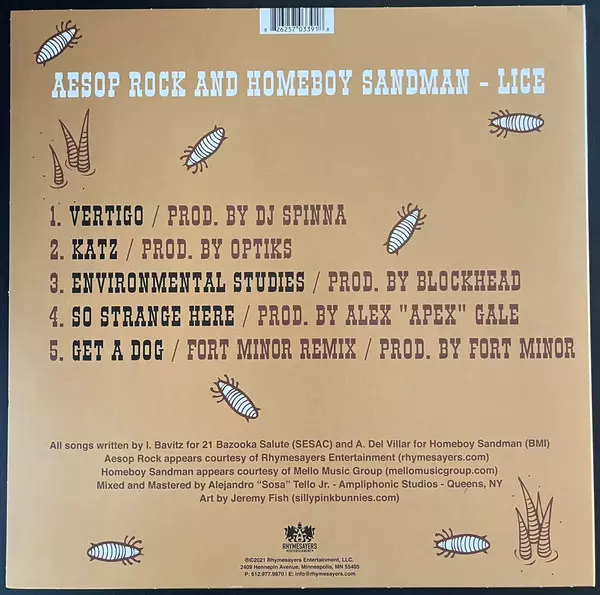 8 26257 03391 8
AESOP ROCK AND HOMEBOY SANDMAN - LICE
1. VERTIGO / PROD. BY DJ SPINNA
2. KATZ / PROD. BY OPTIKS
3. ENVIRONMENTAL STUDIES / PROD. BY BLOCKHEAD
4. SO STRANGE HERE / PROD. BY ALEX "APEX" GALE
5. GET A DOG / FORT MINOR REMIX / PROD. BY FORT MINOR
All songs written by I. Bavitz for 21 Bazooka Salute (SESAC) and A. Del Villar for Homeboy Sandman (BMI)
Aesop Rock appears courtesy of Rhymesayers Entertainment (rhymesayers.com)
Homeboy Sandman appears courtesy of Mello Music Group (mellomusicgroup.com)
Mixed and Mastered by Alejandro “Sosa” Tello Jr. - Ampliphonic Studios - Queens, NY
Art by Jeremy Fish (sillypinkbunnies.com)
RHYMESAYERS
ENTERTAINMENT
℗©2021 Rhymesayers Entertainment, LLC.
2409 Hennepin Avenue, Minneapolis, MN 55405
P: 612.977.9870 | E: info@rhymesayers.com